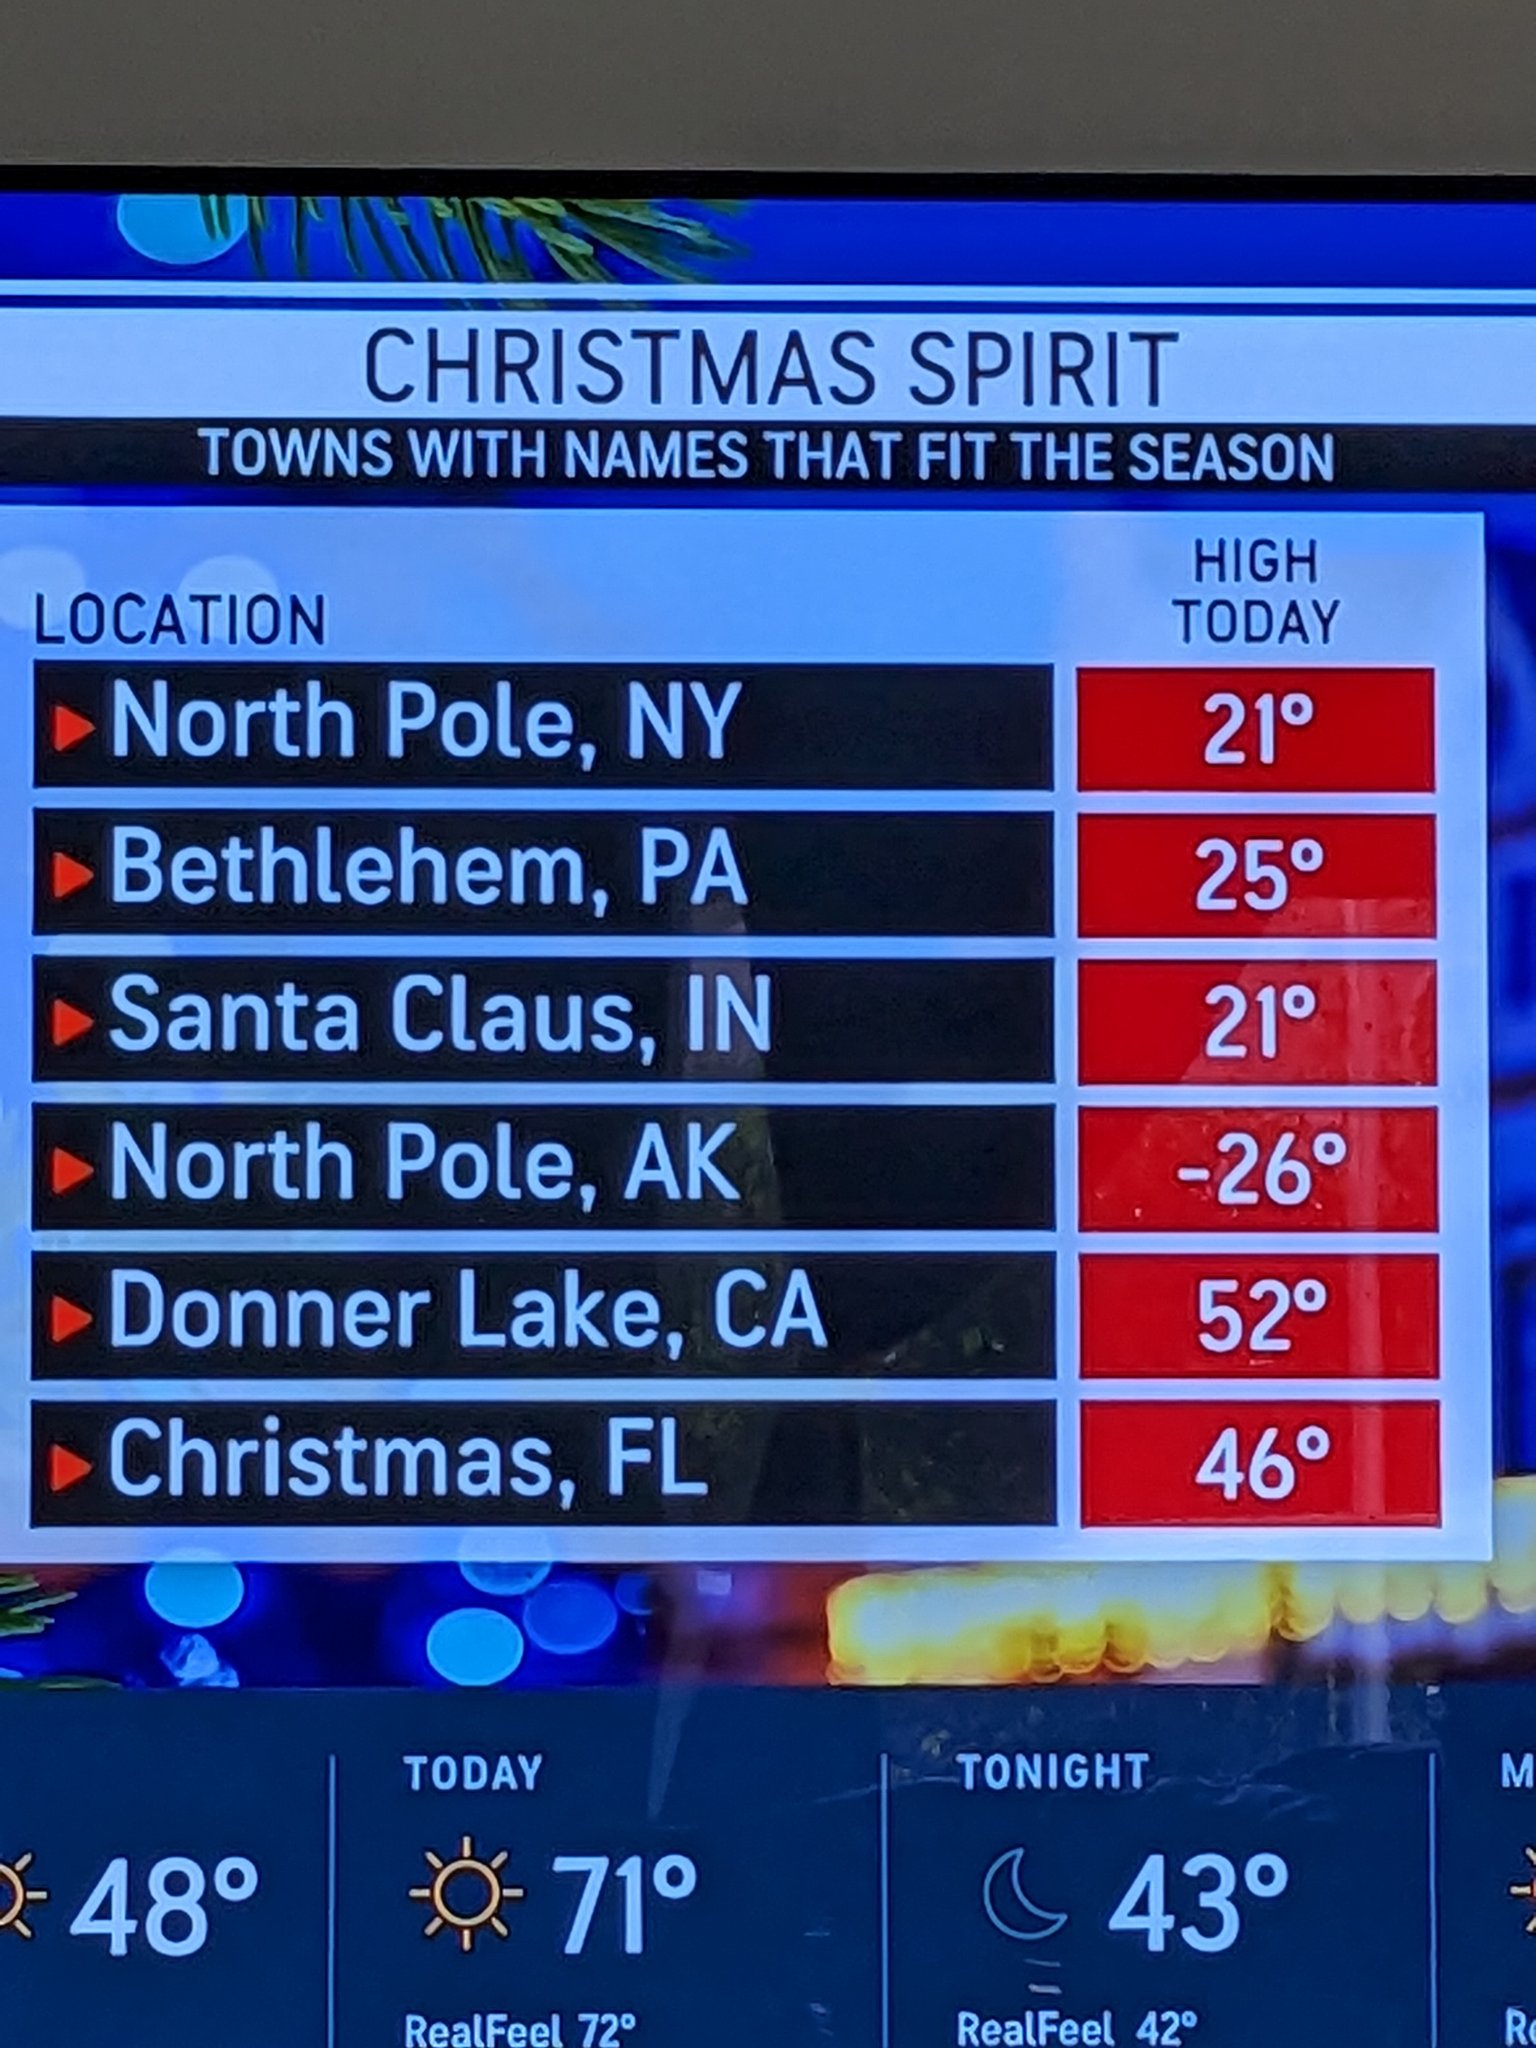 CHRISTMAS SPIRIT
TOWNS WITH NAMES THAT FIT THE SEASON
LOCATION
HIGH
TODAY
North Pole, NY 21°
Bethlehem, PA 25°
Santa Claus, IN 21°
North Pole, AK -26°
Donner Lake, CA 52°
Christmas, FL 46°
TODAY
TONIGHT
48°
71°
43°
RealFeel 72°
RealFeel 42°